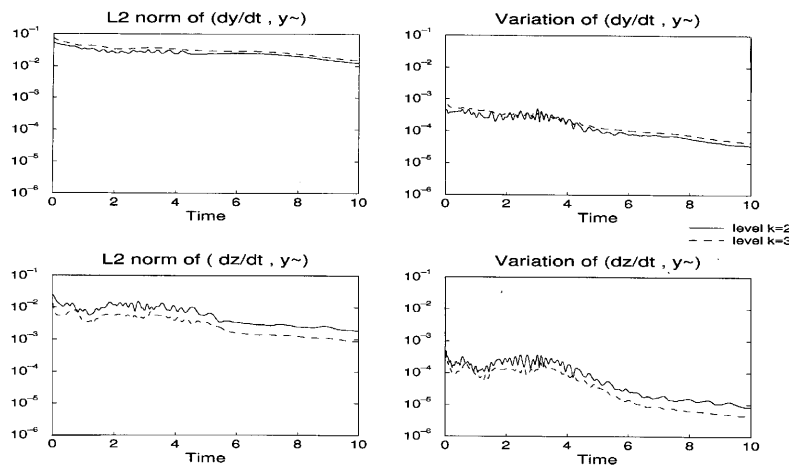 L2 norm of (dy/dt , y~)
10^-1
10^-2
10^-3
10^-4
10^-5
10^-6
0 2 4 6 8 10
Time
Variation of (dy/dt , y~)
10^-1
10^-2
10^-3
10^-4
10^-5
10^-6
0 2 4 6 8 10
Time
level k=2
level k=3
L2 norm of ( dz/dt , y~)
10^-1
10^-2
10^-3
10^-4
10^-5
10^-6
0 2 4 6 8 10
Time
Variation of (dz/dt , y~)
10^-1
10^-2
10^-3
10^-4
10^-5
10^-6
0 2 4 6 8 10
Time